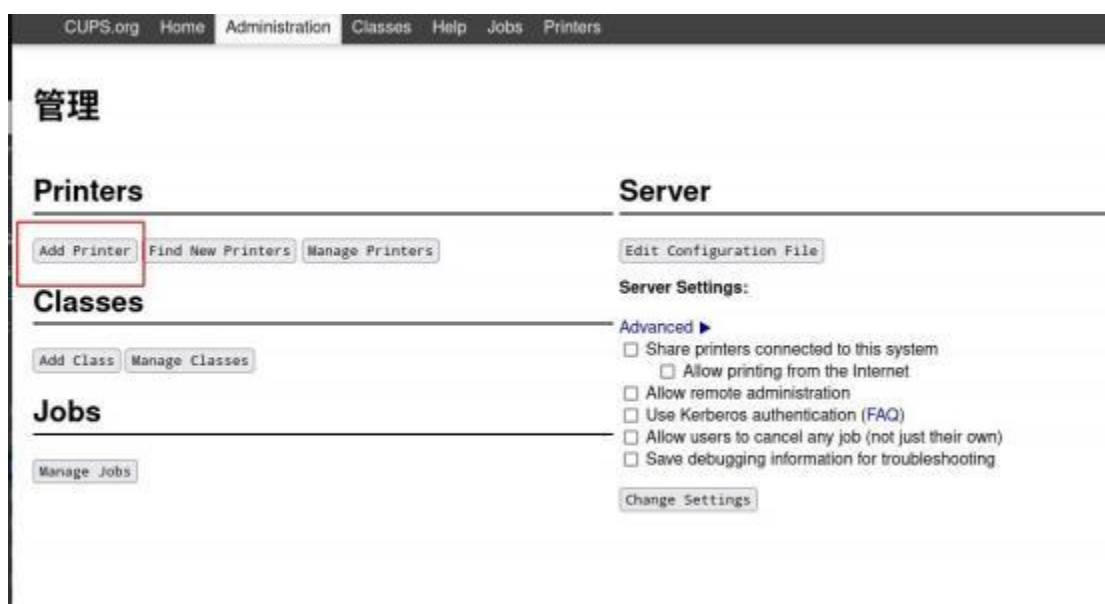 CUPS.org Home Administration Classes Help Jobs Printers
管理
Printers
Add Printer Find New Printers Manage Printers
Classes
Add Class Manage Classes
Jobs
Manage Jobs
Server
Edit Configuration File
Server Settings:
Advanced ▶
Share printers connected to this system
Allow printing from the Internet
Allow remote administration
Use Kerberos authentication (FAQ)
Allow users to cancel any job (not just their own)
Save debugging information for troubleshooting
Change Settings